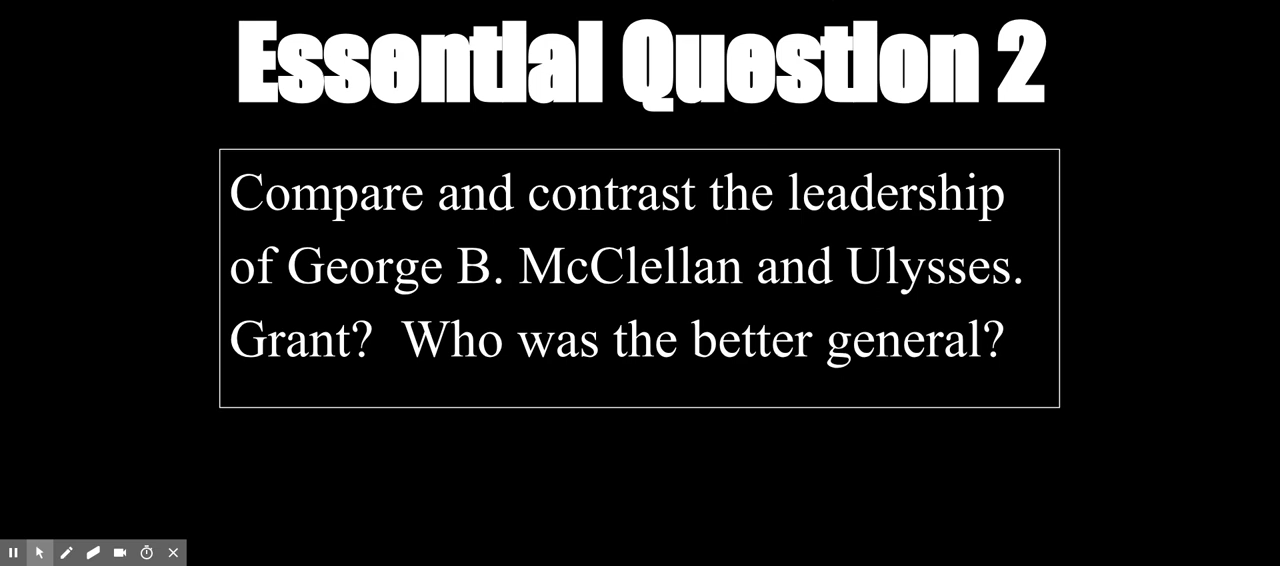 Essential Question 2
Compare and contrast the leadership
of George B. McClellan and Ulysses.
Grant?  Who was the better general?